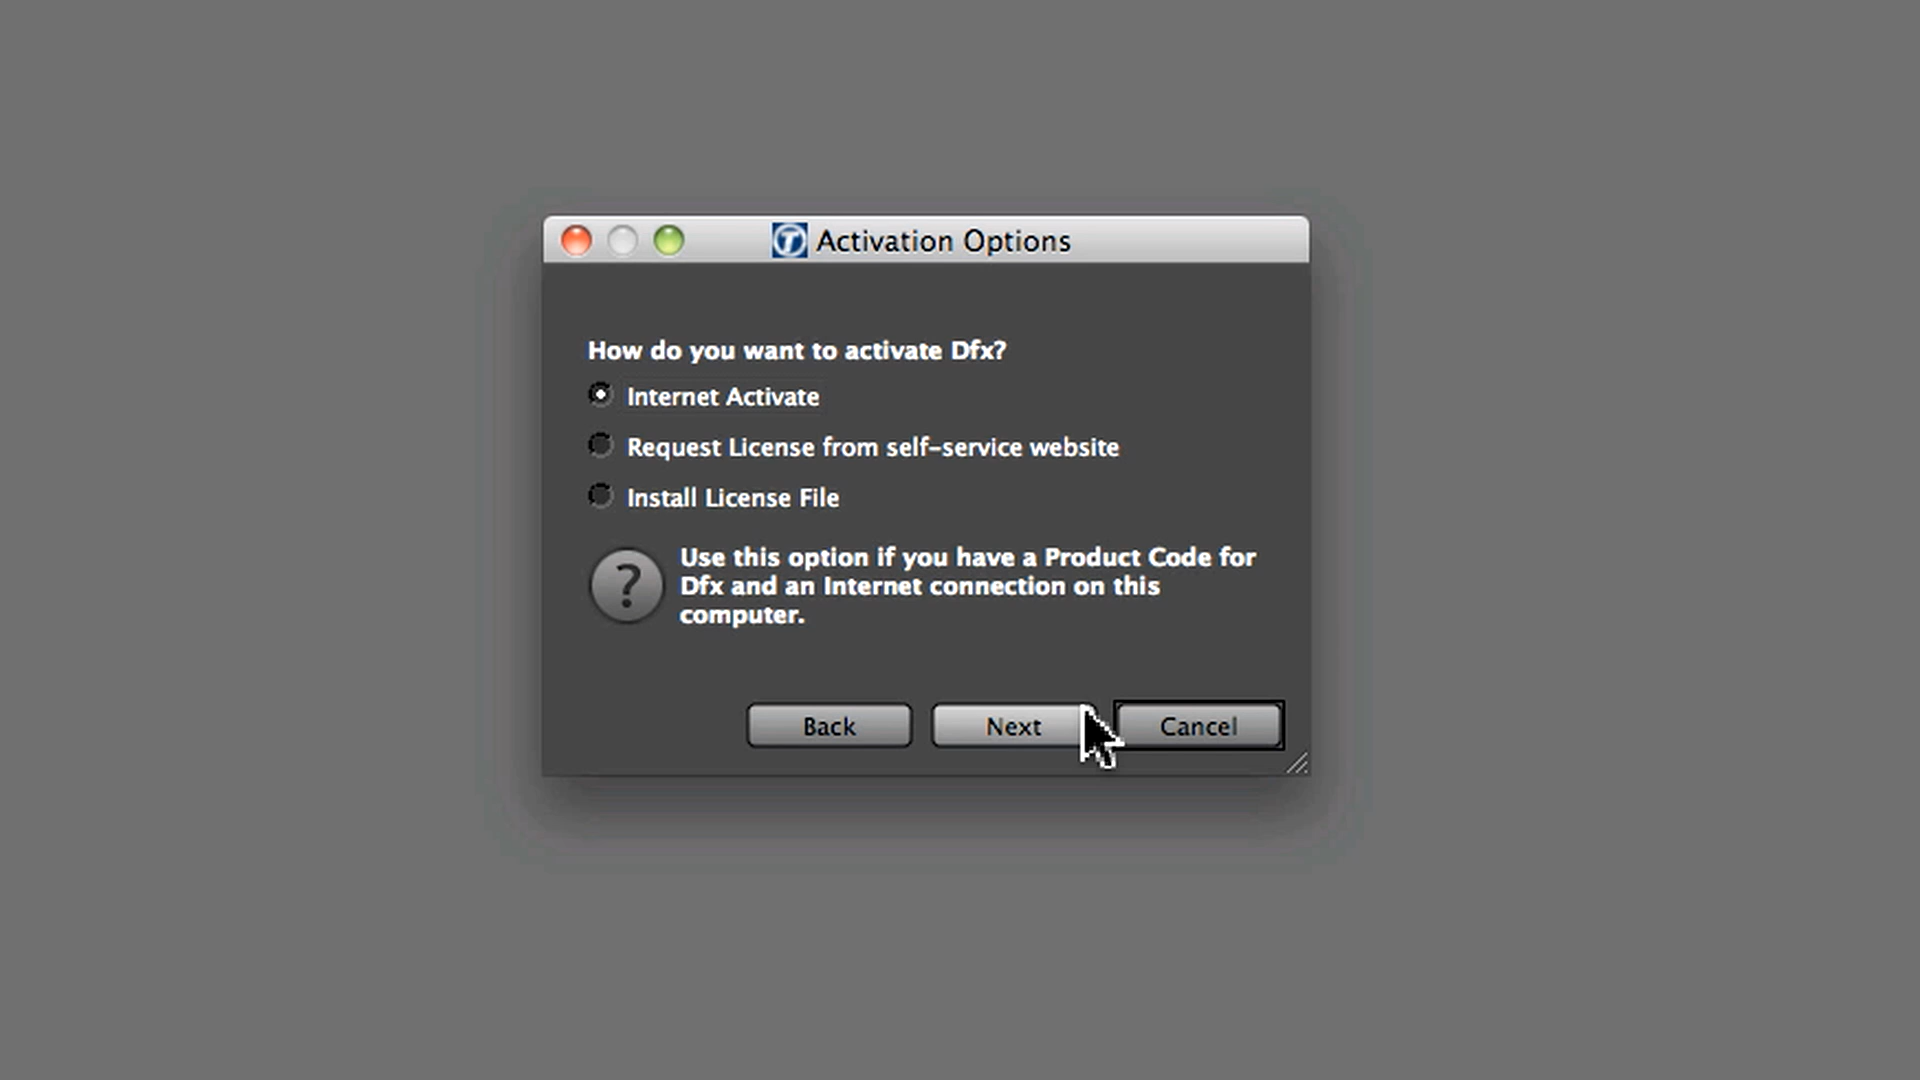 Activation Options
How do you want to activate Dfx?
Internet Activate
Request License from self-service website
Install License File
Use this option if you have a Product Code for
Dfx and an Internet connection on this
computer.
Back Next Cancel